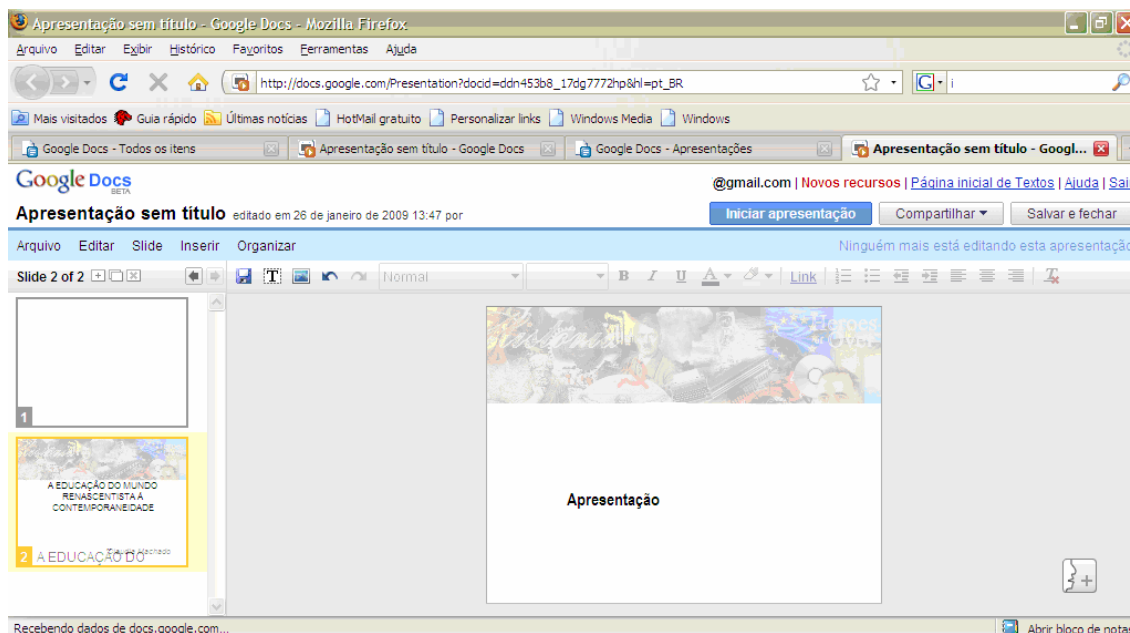 Apresentação sem título - Google Docs - Mozilla Firefox
Arquivo Editar Exibir Histórico Favoritos Ferramentas Ajuda
http://docs.google.com/Presentation?docid=ddn453b8_17dg7772hp&hl=pt_BR
G i
Mais visitados Guia rápido Últimas notícias HotMail gratuito Personalizar links Windows Media Windows
Google Docs - Todos os itens Apresentação sem título - Google Docs Google Docs - Apresentações Apresentação sem título - Googl...
Google Docs
BETA
@gmail.com | Novos recursos | Página inicial de Textos | Ajuda | Sai
Apresentação sem título editado em 26 de janeiro de 2009 13:47 por
Iniciar apresentação Compartilhar Salvar e fechar
Arquivo Editar Slide Inserir Organizar Ninguém mais está editando esta apresentação
Slide 2 of 2 T Normal B I U A Link T
1
A EDUCAÇÃO DO MUNDO
RENASCENTISTA À
CONTEMPORANEIDADE
Machado
2 A EDUCAÇÃO DO
Heroes
Over
Apresentação
Recebendo dados de docs.google.com... Abrir bloco de notas